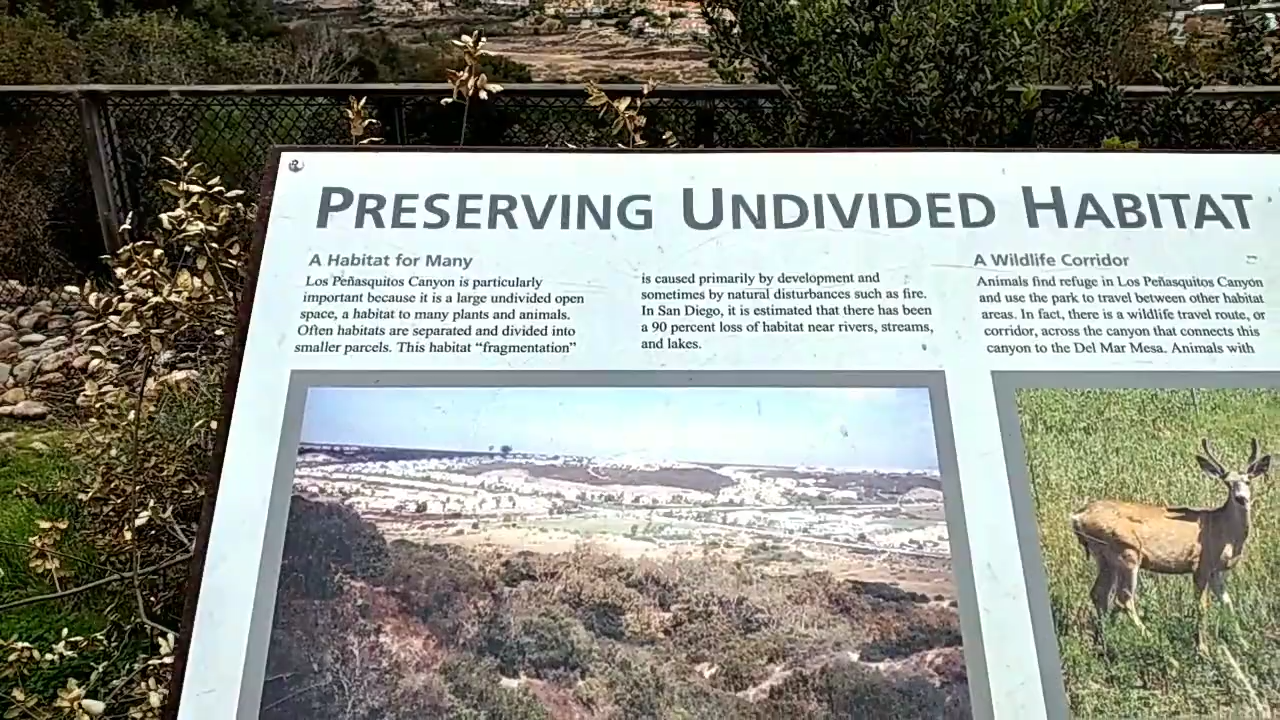 PRESERVING UNDIVIDED HABITAT
A Habitat for Many
Los Peñasquitos Canyon is particularly
important because it is a large undivided open
space, a habitat to many plants and animals.
Often habitats are separated and divided into
smaller parcels. This habitat “fragmentation”
is caused primarily by development and
sometimes by natural disturbances such as fire.
In San Diego, it is estimated that there has been
a 90 percent loss of habitat near rivers, streams,
and lakes.
A Wildlife Corridor
Animals find refuge in Los Peñasquitos Canyon
and use the park to travel between other habitat
areas. In fact, there is a wildlife travel route, or
corridor, across the canyon that connects this
canyon to the Del Mar Mesa. Animals with